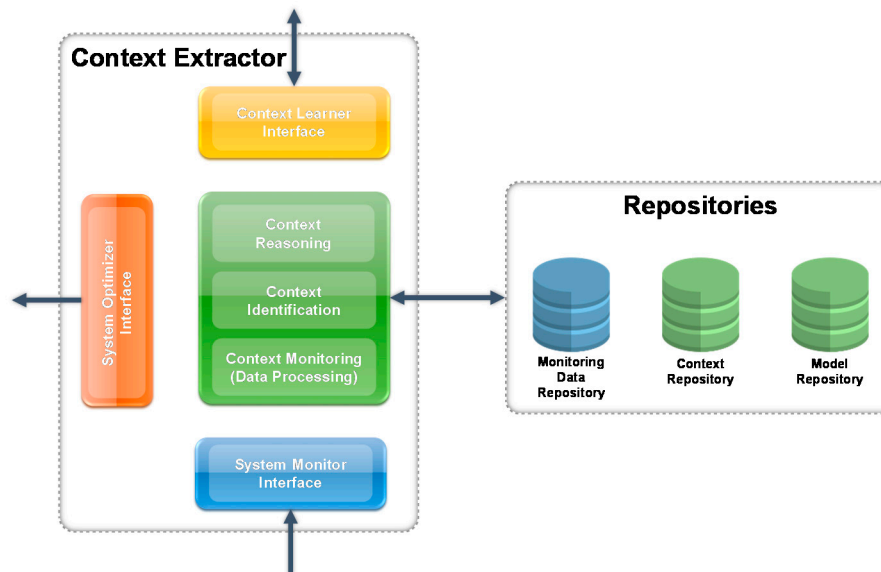 Context Extractor
Context Learner
Interface
System Optimizer
Interface
Context
Reasoning
Context
Identification
Context Monitoring
(Data Processing)
System Monitor
Interface
Repositories
Monitoring
Data
Repository
Context
Repository
Model
Repository